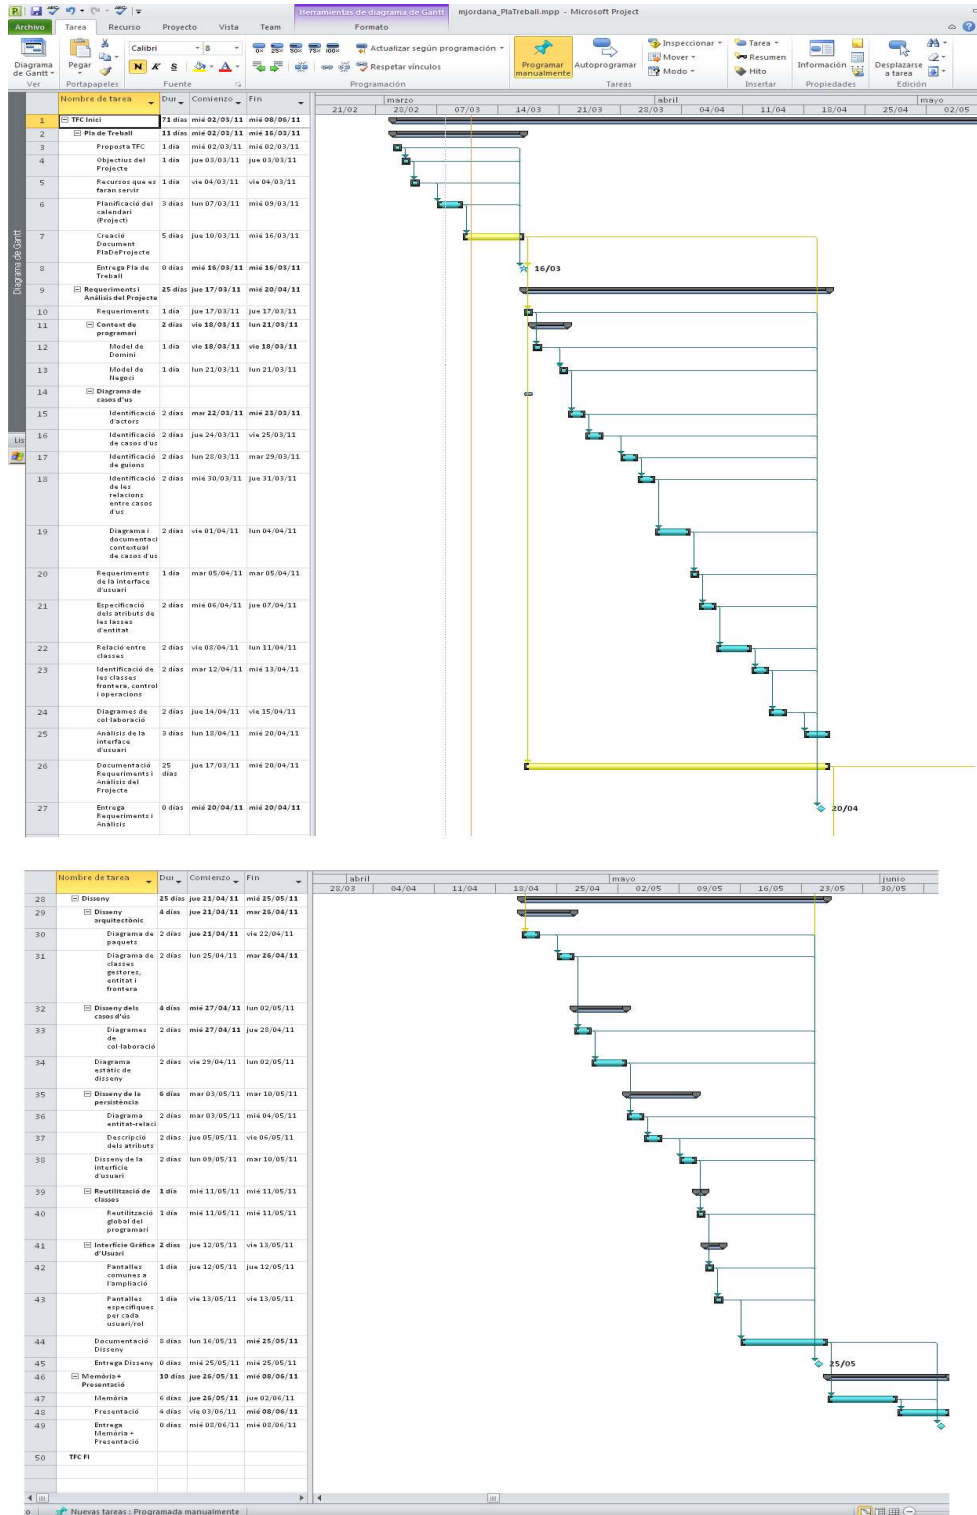 Herramientas de diagrama de Gantt mjordana_PlaTreball.mpp - Microsoft Project
Archivo Tarea Recurso Proyecto Vista Team Formato
Diagrama de Gantt
Pegar
Calibri 8
N K S
Actualizar según programación
Respetar vínculos
Programar manualmente
Autoprogramar
Inspeccionar
Mover
Modo
Tarea
Resumen
Hito
Información
Desplazarse a tarea
Ver Portapapeles Fuente Programación Tareas Insertar Propiedades Edición
Diagrama de Gantt
Nombre de tarea Dur Comienzo Fin
marzo abril mayo
21/02 28/02 07/03 14/03 21/03 28/03 04/04 11/04 18/04 25/04 02/05
1 TFC Inici 71 días mié 02/03/11 mié 08/06/11
2 Pla de Treball 11 días mié 02/03/11 mié 16/03/11
3 Proposta TFC 1 día mié 02/03/11 mié 02/03/11
4 Objectius del Projecte 1 día jue 03/03/11 jue 03/03/11
5 Recursos que es faran servir 1 día vie 04/03/11 vie 04/03/11
6 Planificació del calendari (Project) 3 días lun 07/03/11 mié 09/03/11
7 Creació Document PlaDeProjecte 5 días jue 10/03/11 mié 16/03/11
8 Entrega Pla de Treball 0 días mié 16/03/11 mié 16/03/11
16/03
9 Requeriments i Anàlisis del Projecte 25 días jue 17/03/11 mié 20/04/11
10 Requeriments 1 día jue 17/03/11 jue 17/03/11
11 Context de programari 2 días vie 18/03/11 lun 21/03/11
12 Model de Domini 1 día vie 18/03/11 vie 18/03/11
13 Model de Negoci 1 día lun 21/03/11 lun 21/03/11
14 Diagrama de casos d'us
15 Identificació d'actors 2 días mar 22/03/11 mié 23/03/11
16 Identificació de casos d'us 2 días jue 24/03/11 vie 25/03/11
17 Identificació de guions 2 días lun 28/03/11 mar 29/03/11
18 Identificació de les relacions entre casos d'us 2 días mié 30/03/11 jue 31/03/11
19 Diagrama i documentaci contextual de casos d'us 2 días vie 01/04/11 lun 04/04/11
20 Requeriments de la interface d'usuari 1 día mar 05/04/11 mar 05/04/11
21 Especificació dels atributs de les lasses d'entitat 2 días mié 06/04/11 jue 07/04/11
22 Relació entre classes 2 días vie 08/04/11 lun 11/04/11
23 Identificació de les classes frontera, control i operacions 2 días mar 12/04/11 mié 13/04/11
24 Diagrames de col·laboració 2 días jue 14/04/11 vie 15/04/11
25 Anàlisis de la interface d'usuari 3 días lun 18/04/11 mié 20/04/11
26 Documentació Requeriments i Anàlisis del Projecte 25 días jue 17/03/11 mié 20/04/11
27 Entrega Requeriments i Anàlisis 0 días mié 20/04/11 mié 20/04/11
20/04
Nombre de tarea Dur Comienzo Fin
abril mayo junio
28/03 04/04 11/04 18/04 25/04 02/05 09/05 16/05 23/05 30/05
28 Disseny 25 días jue 21/04/11 mié 25/05/11
29 Disseny arquitectònic 4 días jue 21/04/11 mar 26/04/11
30 Diagrama de paquets 2 días jue 21/04/11 vie 22/04/11
31 Diagrama de classes gestores, entitat i frontera 2 días lun 25/04/11 mar 26/04/11
32 Disseny dels casos d'ús 4 días mié 27/04/11 lun 02/05/11
33 Diagrames de col·laboració 2 días mié 27/04/11 jue 28/04/11
34 Diagrama estàtic de disseny 2 días vie 29/04/11 lun 02/05/11
35 Disseny de la persistència 6 días mar 03/05/11 mar 10/05/11
36 Diagrama entitat-relaci 2 días mar 03/05/11 mié 04/05/11
37 Descripció dels atributs 2 días jue 05/05/11 vie 06/05/11
38 Disseny de la interfície d'usuari 2 días lun 09/05/11 mar 10/05/11
39 Reutilització de classes 1 día mié 11/05/11 mié 11/05/11
40 Reutilització global del programari 1 día mié 11/05/11 mié 11/05/11
41 Interfície Gráfica d'Usuari 2 días jue 12/05/11 vie 13/05/11
42 Pantalles comunes a l'ampliació 1 día jue 12/05/11 jue 12/05/11
43 Pantalles específiques per cada usuari/rol 1 día vie 13/05/11 vie 13/05/11
44 Documentació Disseny 8 días lun 16/05/11 mié 25/05/11
45 Entrega Disseny 0 días mié 25/05/11 mié 25/05/11
25/05
46 Memòria + Presentació 10 días jue 26/05/11 mié 08/06/11
47 Memòria 6 días jue 26/05/11 jue 02/06/11
48 Presentació 4 días vie 03/06/11 mié 08/06/11
49 Entrega Memòria + Presentació 0 días mié 08/06/11 mié 08/06/11
50 TFC FI
Nuevas tareas : Programada manualmente